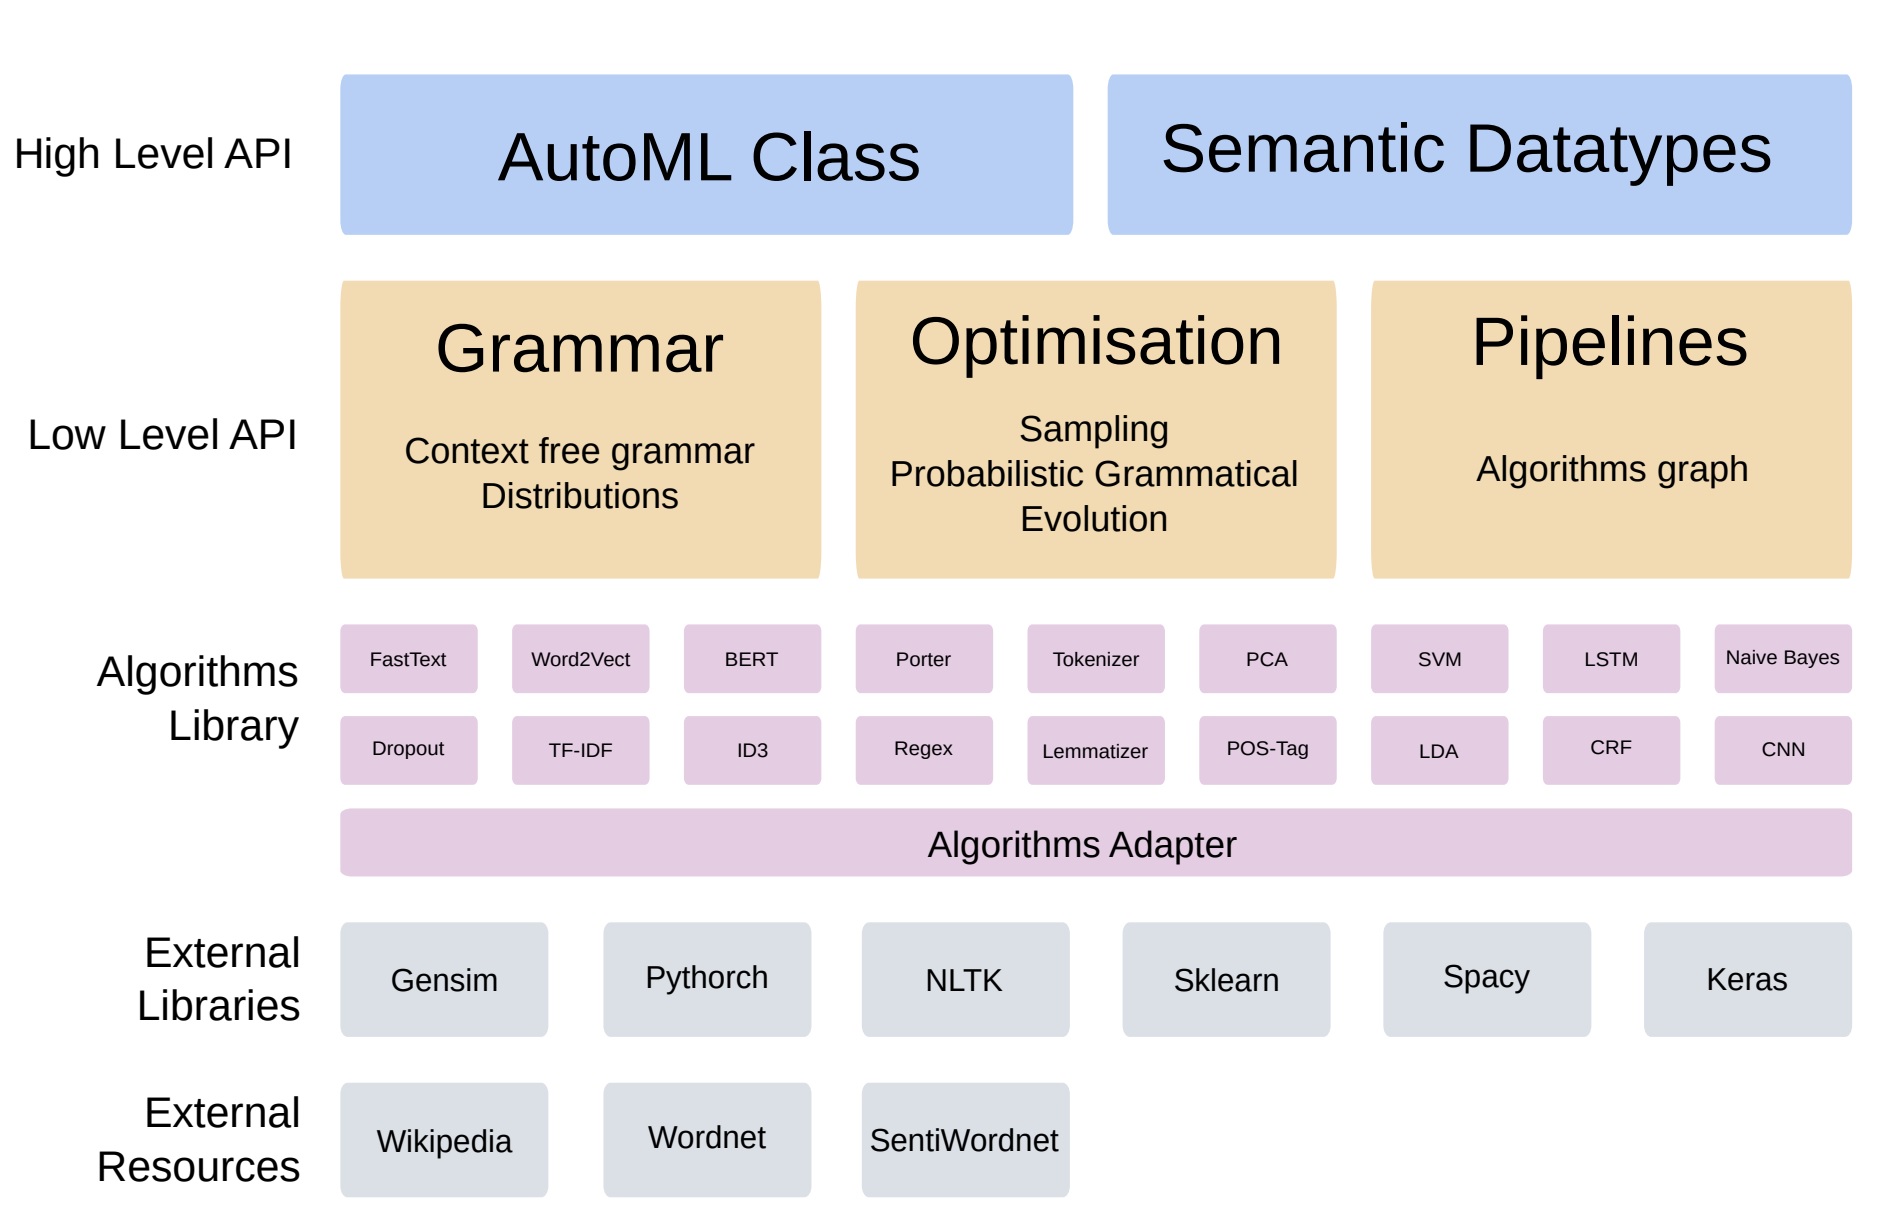 High Level API
AutoML Class
Semantic Datatypes
Low Level API
Grammar
Context free grammar
Distributions
Optimisation
Sampling
Probabilistic Grammatical
Evolution
Pipelines
Algorithms graph
Algorithms
Library
FastText
Word2Vect
BERT
Porter
Tokenizer
PCA
SVM
LSTM
Naive Bayes
Dropout
TF-IDF
ID3
Regex
Lemmatizer
POS-Tag
LDA
CRF
CNN
Algorithms Adapter
External
Libraries
Gensim
Pythorch
NLTK
Sklearn
Spacy
Keras
External
Resources
Wikipedia
Wordnet
SentiWordnet